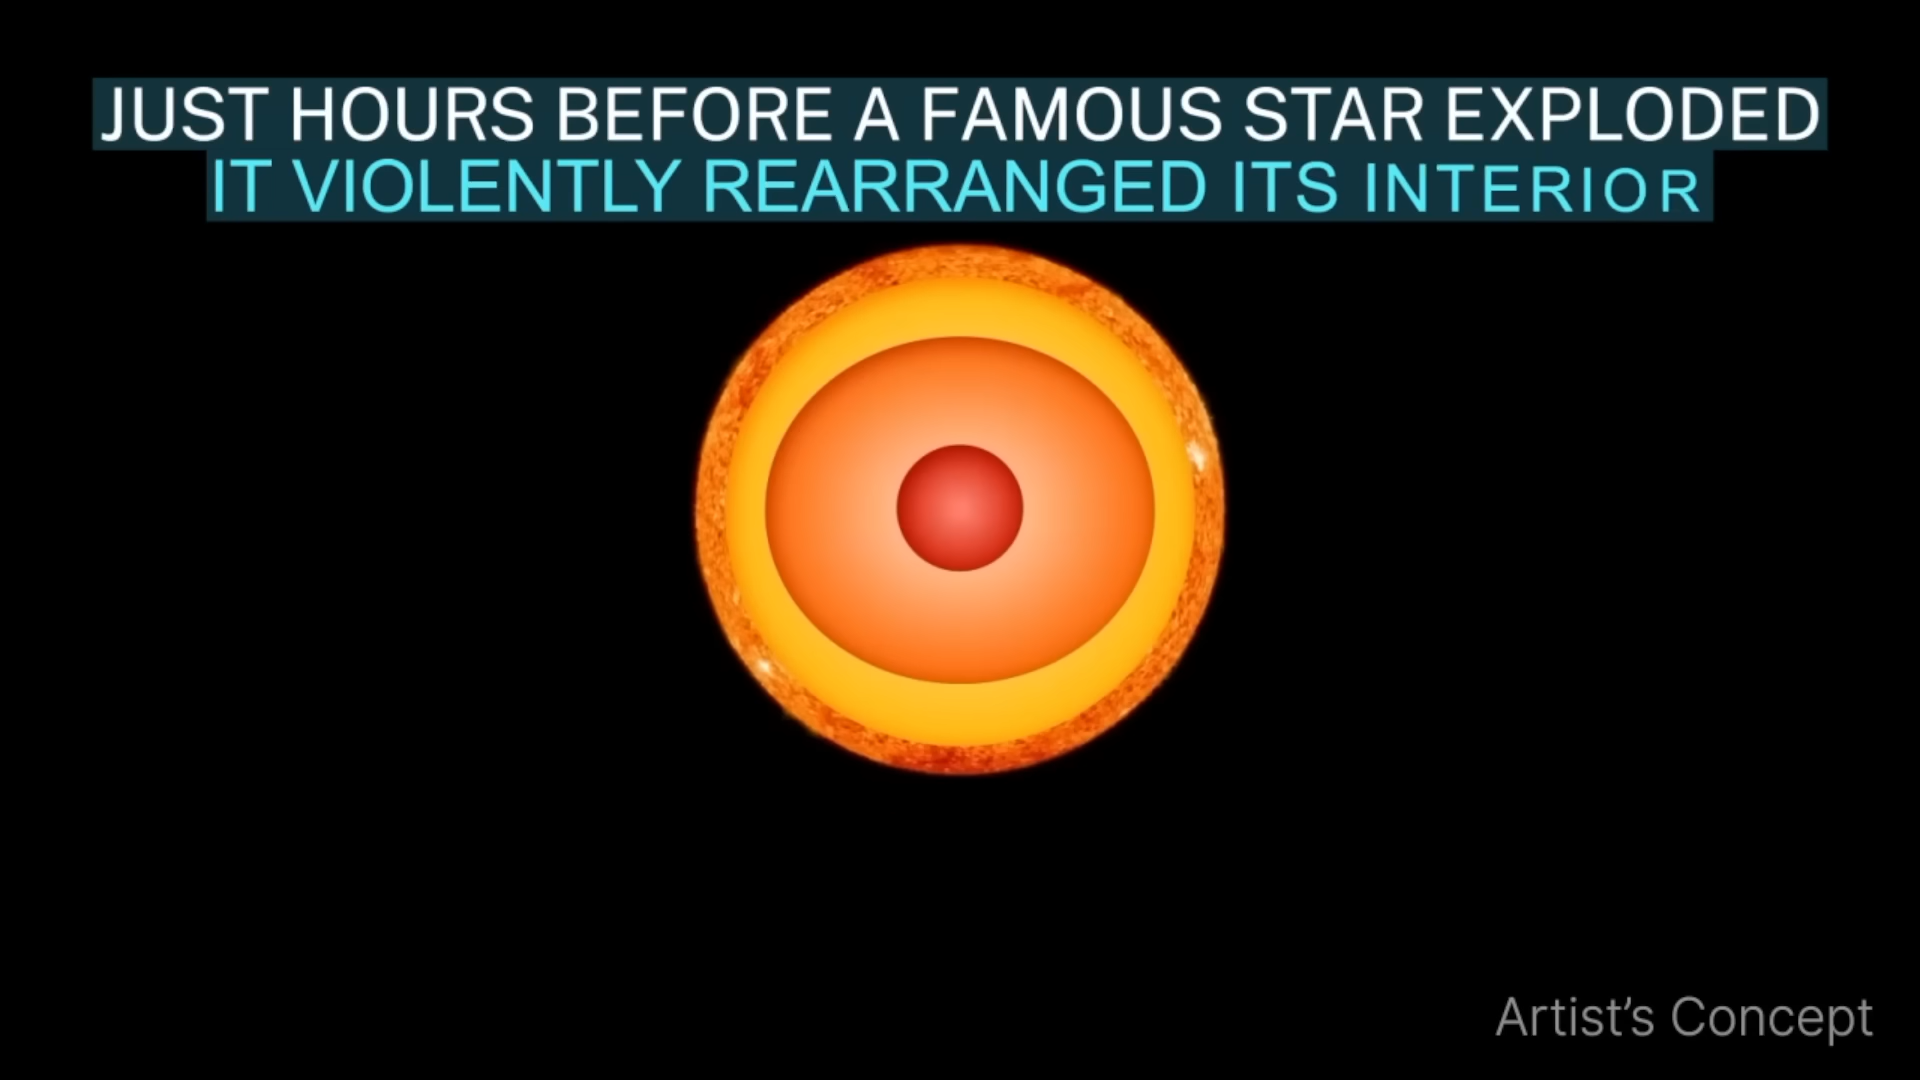 JUST HOURS BEFORE A FAMOUS STAR EXPLODED
IT VIOLENTLY REARRANGED ITS INTERIOR
Artist’s Concept